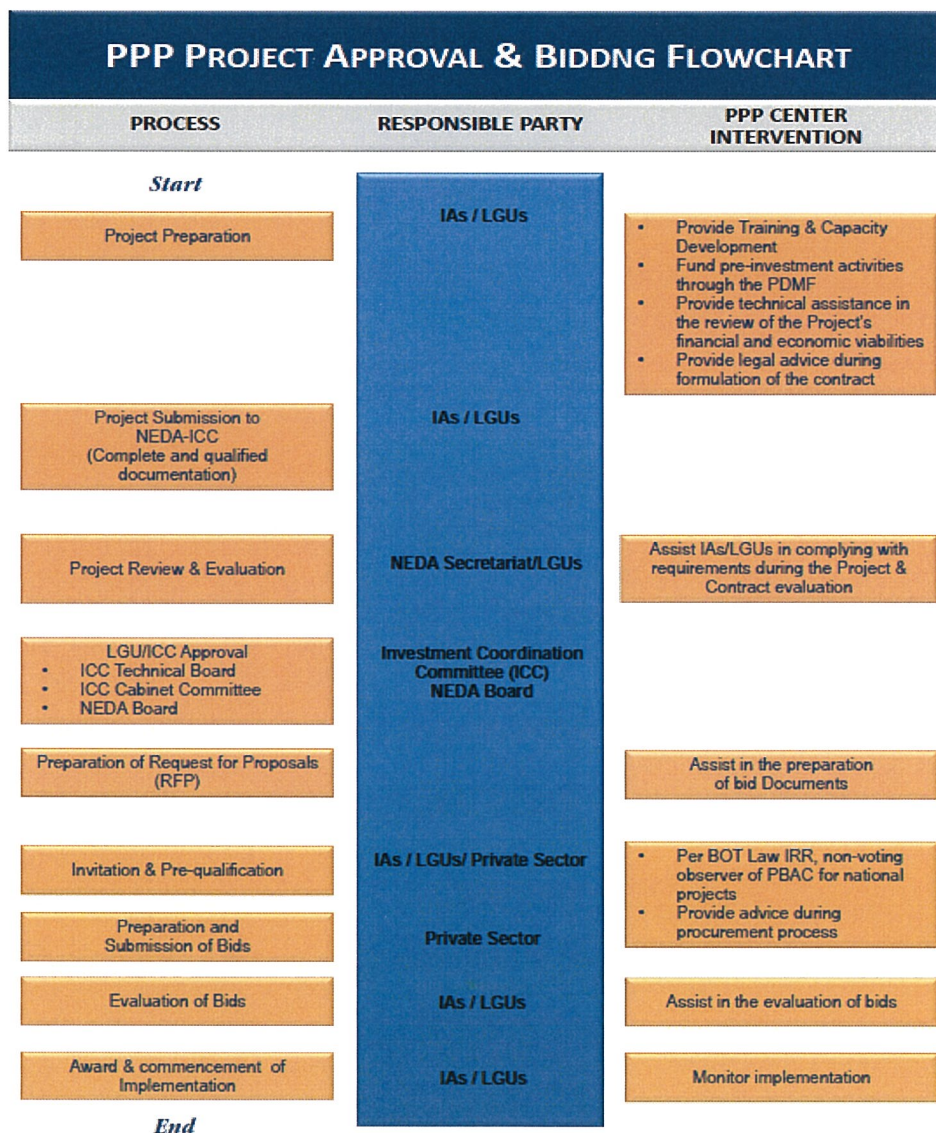 PPP PROJECT APPROVAL & BIDDNG FLOWCHART
PROCESS
RESPONSIBLE PARTY
PPP CENTER
INTERVENTION
Start
Project Preparation
IAs / LGUs
• Provide Training & Capacity
Development
• Fund pre-investment activities
through the PDMF
• Provide technical assistance in
the review of the Project's
financial and economic viabilities
• Provide legal advice during
formulation of the contract
Project Submission to
NEDA-ICC
(Complete and qualified
documentation)
IAs / LGUs
Project Review & Evaluation
NEDA Secretariat/LGUs
Assist IAs/LGUs in complying with
requirements during the Project &
Contract evaluation
LGU/ICC Approval
• ICC Technical Board
• ICC Cabinet Committee
• NEDA Board
Investment Coordination
Committee (ICC)
NEDA Board
Preparation of Request for Proposals
(RFP)
Assist in the preparation
of bid Documents
Invitation & Pre-qualification
IAs / LGUs/ Private Sector
• Per BOT Law IRR, non-voting
observer of PBAC for national
projects
• Provide advice during
procurement process
Preparation and
Submission of Bids
Private Sector
Evaluation of Bids
IAs / LGUs
Assist in the evaluation of bids
Award & commencement of
Implementation
IAs / LGUs
Monitor implementation
End